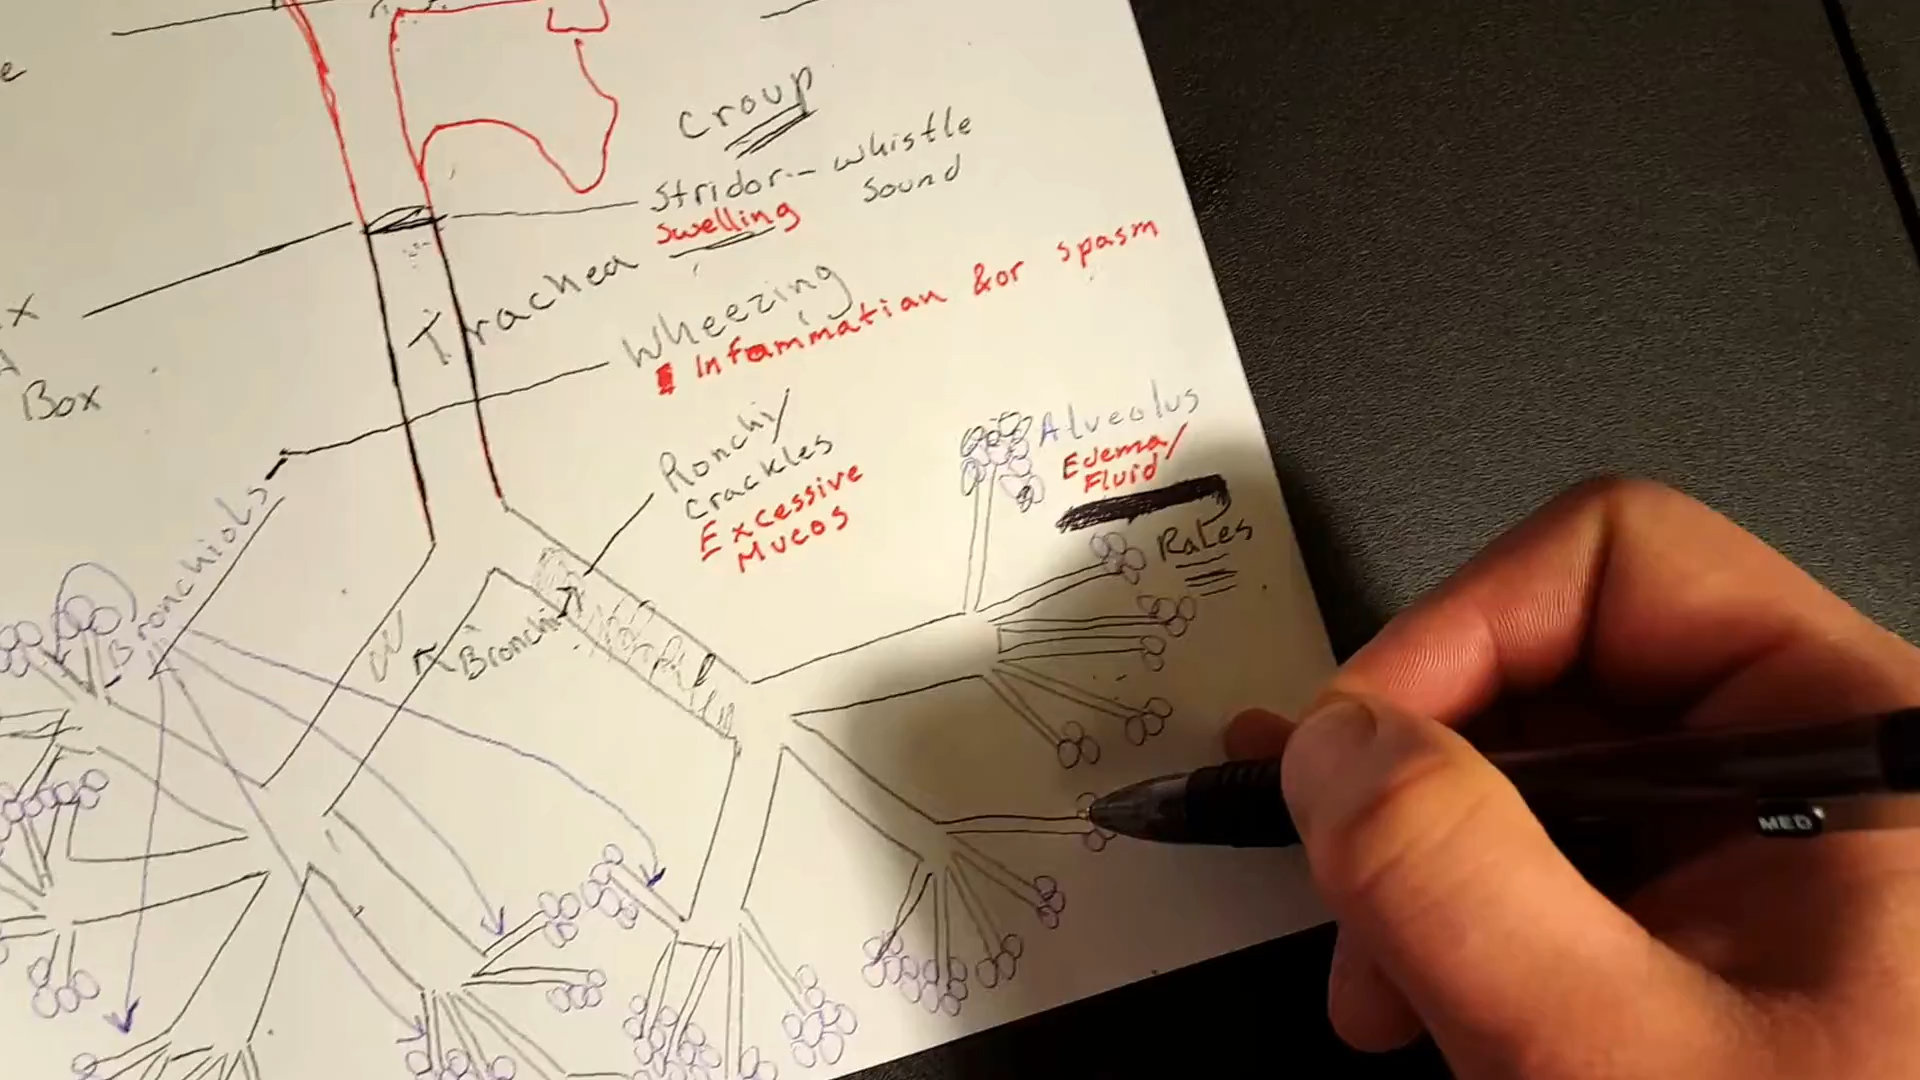 e
Croup
Stridor-- whistle
sound
Swelling
Trachea
x
Box
Wheezing
Infammatian &or spasm
Ronchi/
Crackles
Excessive
Mucos
Alveolus
Edema/
Fluid
Rales
Bronchiols
Bronchi
MED